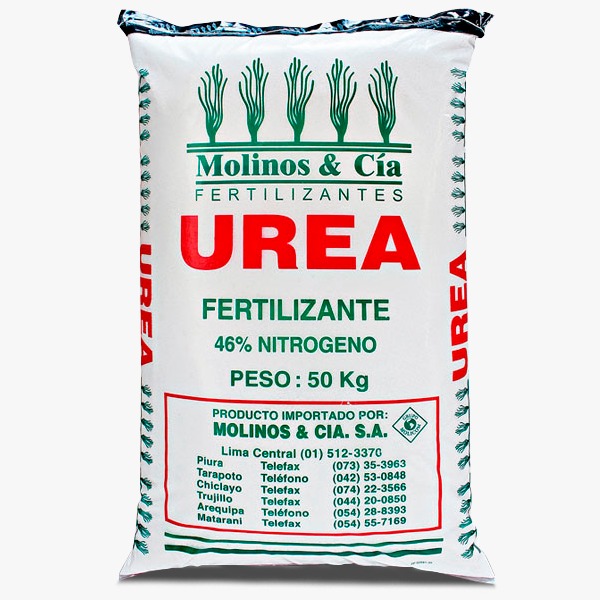 Molinos & Cía
FERTILIZANTES
UREA
FERTILIZANTE
46% NITROGENO
PESO : 50 Kg
PRODUCTO IMPORTADO POR:
MOLINOS & CIA. S.A.
Lima Central (01) 512-3370
Piura Telefax (073) 35-3963
Tarapoto Teléfono (042) 53-0848
Chiclayo Telefax (074) 22-3566
Trujillo Telefax (044) 20-0850
Arequipa Teléfono (054) 28-8393
Matarani Telefax (054) 55-7169
UREA
UREA